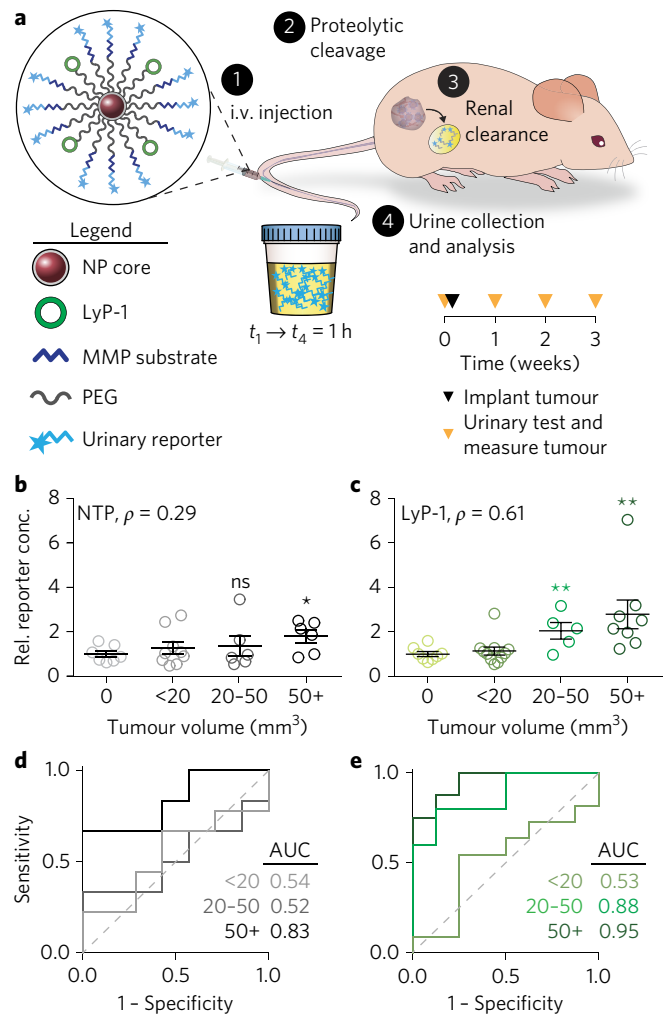 a
1
i.v. injection
2 Proteolytic
cleavage
3
Renal
clearance
4 Urine collection
and analysis
t₁ → t₄ = 1 h
Legend
NP core
LyP-1
MMP substrate
PEG
Urinary reporter
0 1 2 3
Time (weeks)
Implant tumour
Urinary test and
measure tumour
b
NTP, ρ = 0.29
Rel. reporter conc.
8
6
4
2
0
ns
*
0 <20 20–50 50+
Tumour volume (mm³)
c
LyP-1, ρ = 0.61
8
6
4
2
0
**
**
0 <20 20–50 50+
Tumour volume (mm³)
d
Sensitivity
1.0
0.5
0.0
AUC
<20 0.54
20–50 0.52
50+ 0.83
0.0 0.5 1.0
1 – Specificity
e
1.0
0.5
0.0
AUC
<20 0.53
20–50 0.88
50+ 0.95
0.0 0.5 1.0
1 – Specificity